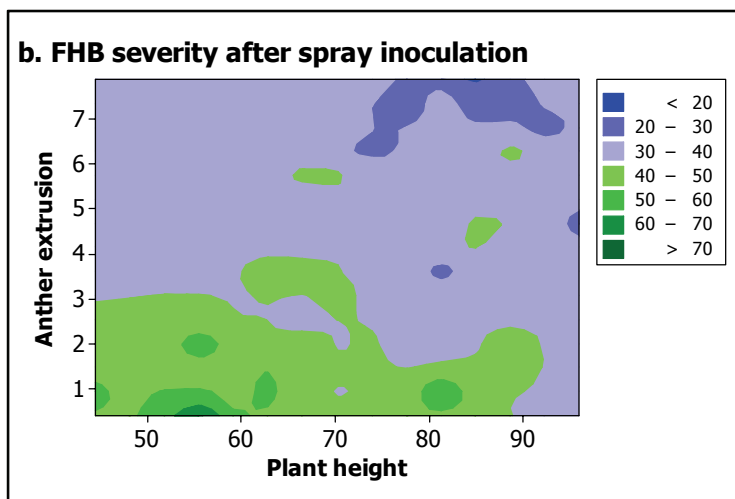 b. FHB severity after spray inoculation
Anther extrusion
7
6
5
4
3
2
1
50 60 70 80 90
Plant height
< 20
20 – 30
30 – 40
40 – 50
50 – 60
60 – 70
> 70